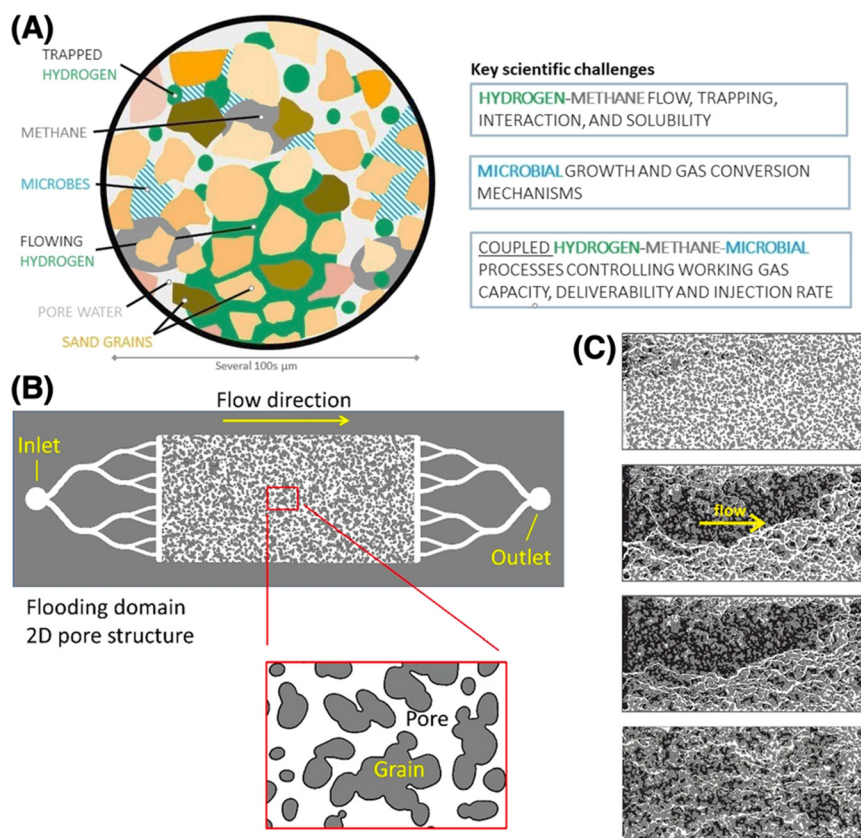 (A)
TRAPPED
HYDROGEN
METHANE
MICROBES
FLOWING
HYDROGEN
PORE WATER
SAND GRAINS
Several 100s µm
Key scientific challenges
HYDROGEN-METHANE FLOW, TRAPPING,
INTERACTION, AND SOLUBILITY
MICROBIAL GROWTH AND GAS CONVERSION
MECHANISMS
COUPLED HYDROGEN-METHANE-MICROBIAL
PROCESSES CONTROLLING WORKING GAS
CAPACITY, DELIVERABILITY AND INJECTION RATE
(B)
Flow direction
Inlet
Outlet
Flooding domain
2D pore structure
Pore
Grain
(C)
flow